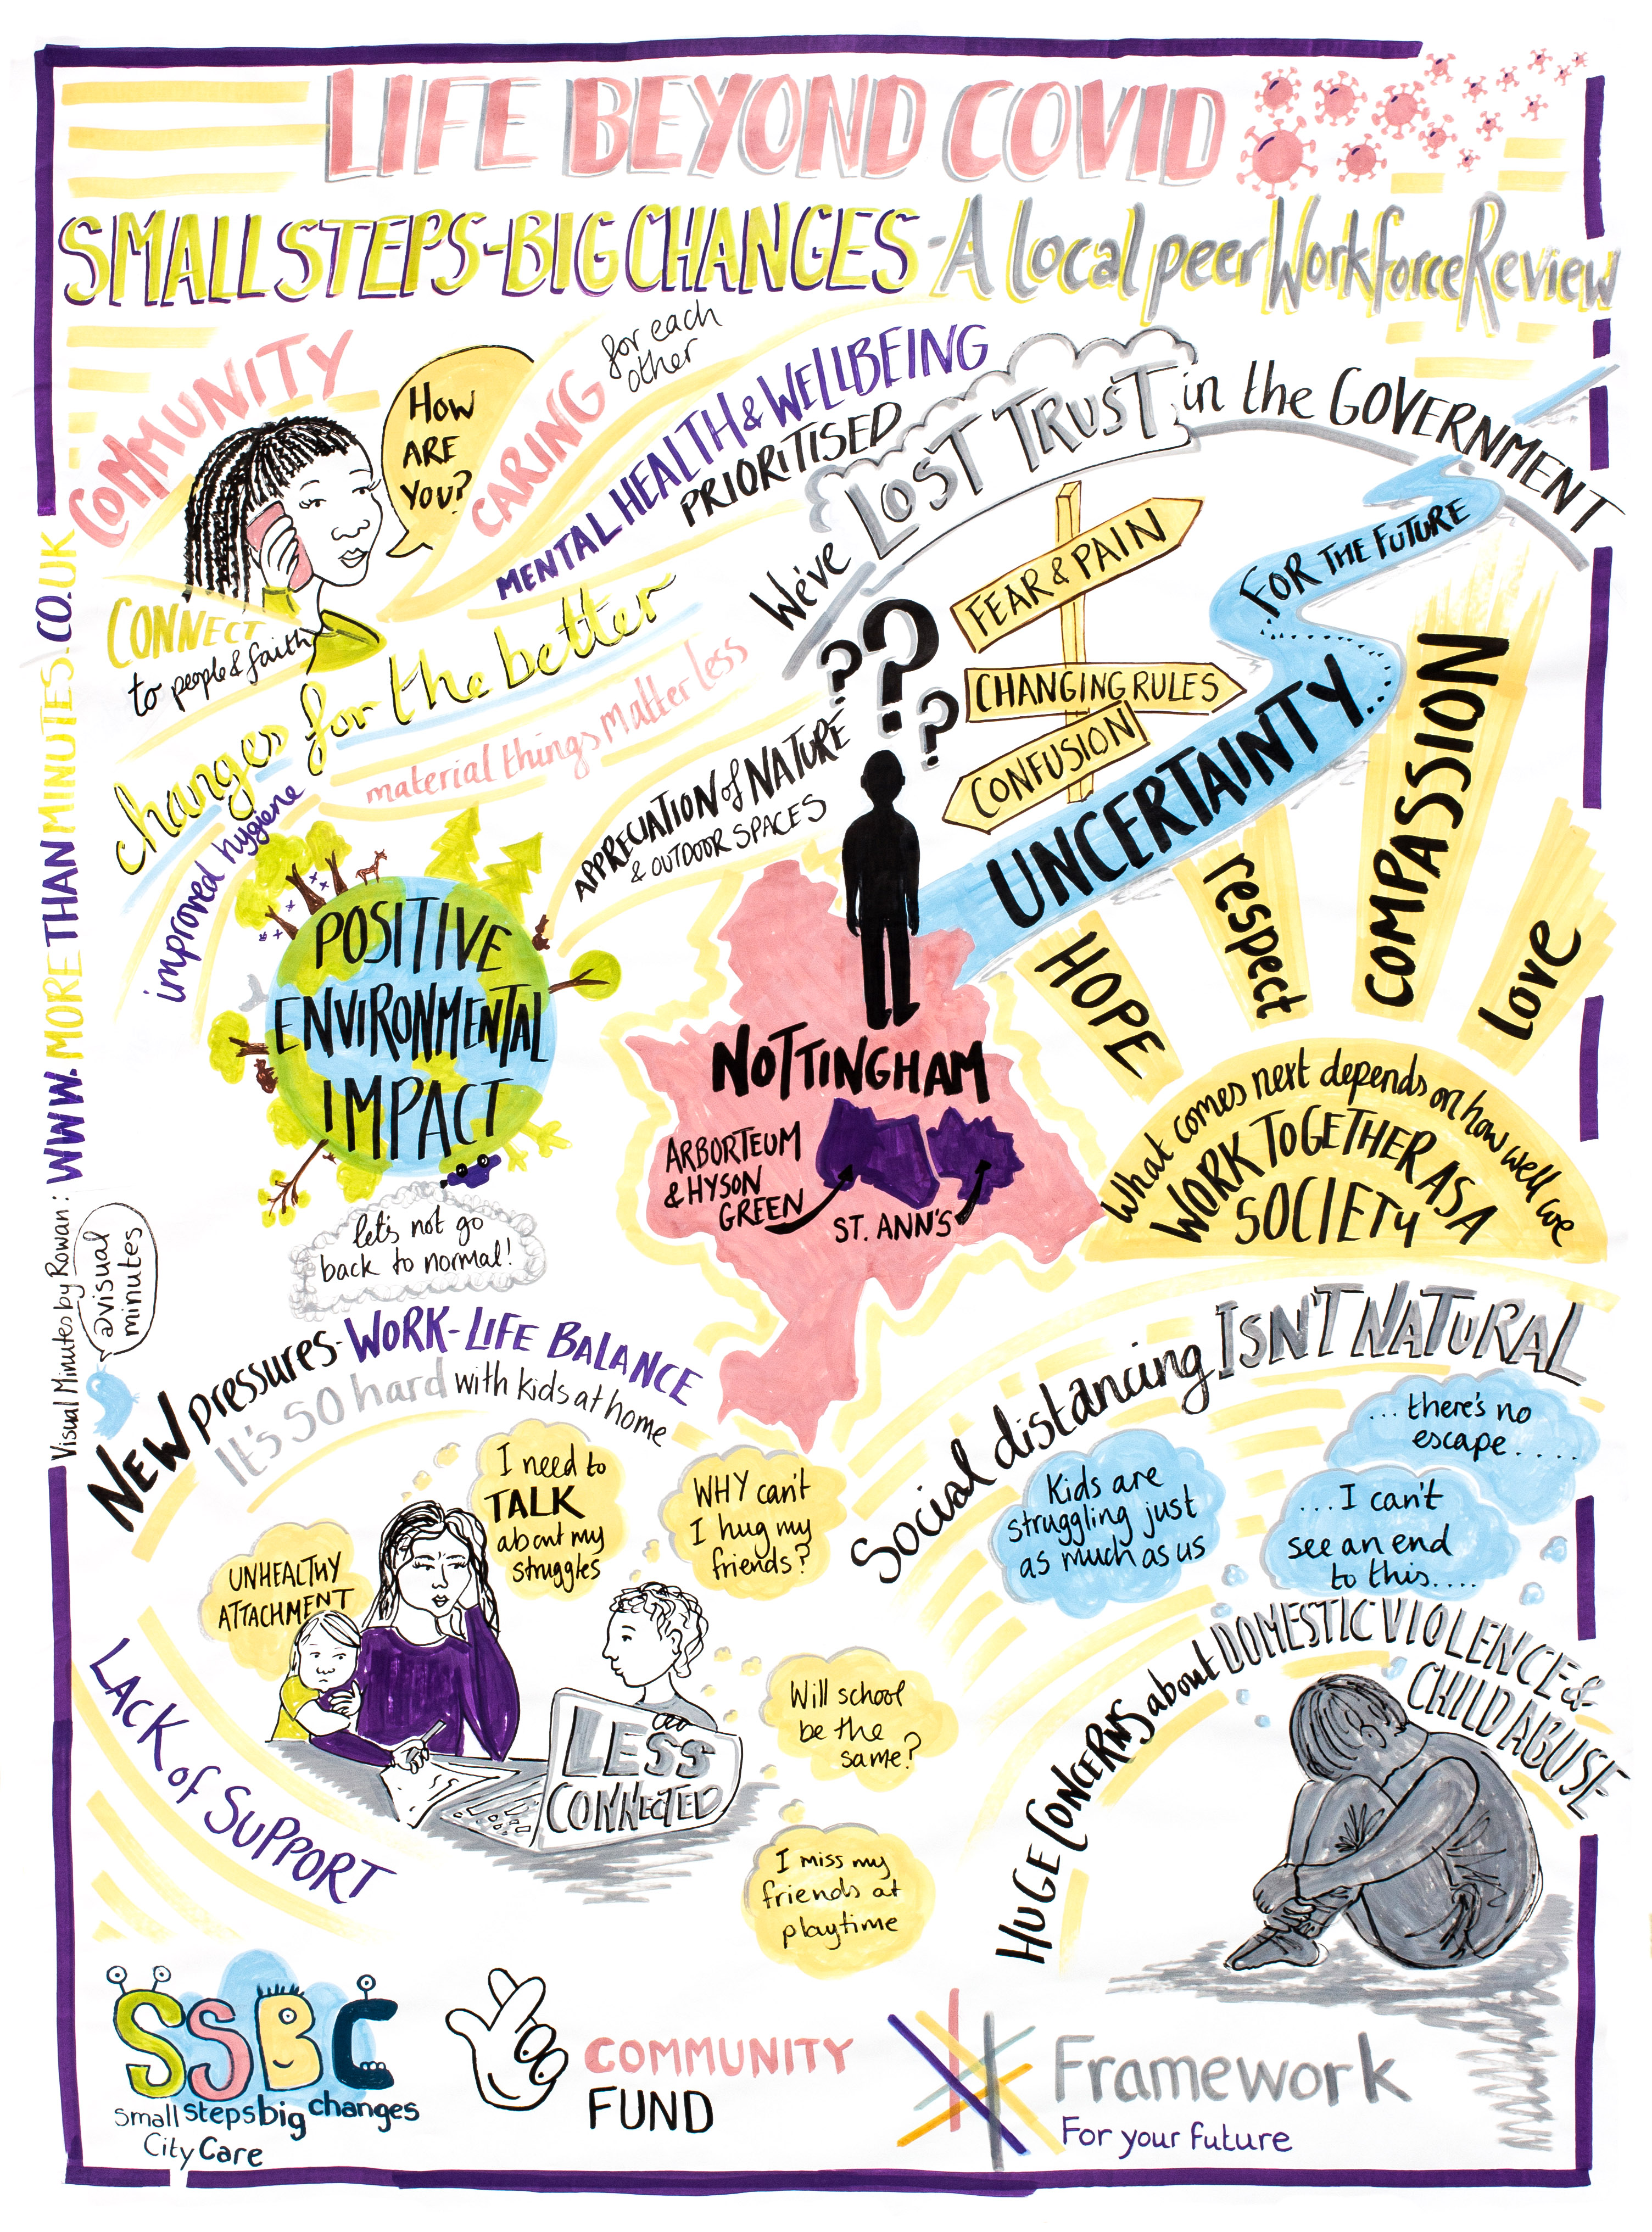 LIFE BEYOND COVID
SMALL STEPS-BIG CHANGES-A local peer Workforce Review
COMMUNITY
HOW
ARE
YOU?
CARING for each
other
MENTAL HEALTH & WELLBEING
PRIORITISED
We've LOST TRUST in the GOVERNMENT
CONNECT
to people & faith
changes for the better
improved hygiene
material things matter less
APPRECIATION of NATURE
& OUTDOOR SPACES
???
FEAR & PAIN
CHANGING RULES
CONFUSION
UNCERTAINTY...
FOR THE FUTURE
HOPE
respect
COMPASSION
love
What comes next depends on how well we
WORK TOGETHER AS A
SOCIETY
POSITIVE
ENVIRONMENTAL
IMPACT
let's not go
back to normal!
NOTTINGHAM
ARBORTEUM
& HYSON
GREEN
ST. ANN'S
NEW pressures-WORK-LIFE BALANCE
It's SO hard with kids at home
I need to
TALK
about my
struggles
WHY can't
I hug my
friends?
UNHEALTHY
ATTACHMENT
LESS
CONNECTED
Will school
be the
same?
I miss my
friends at
playtime
LACK of SUPPORT
Social distancing ISN'T NATURAL
Kids are
struggling just
as much as us
...there's no
escape.....
...I can't
see an end
to this....
HUGE CONCERNS about DOMESTIC VIOLENCE &
CHILD ABUSE
SSBC
Small steps big changes
City Care
COMMUNITY
FUND
Framework
For your future
Visual Minutes by Rowan: WWW.MORE THAN MINUTES.CO.UK
@visual
minutes